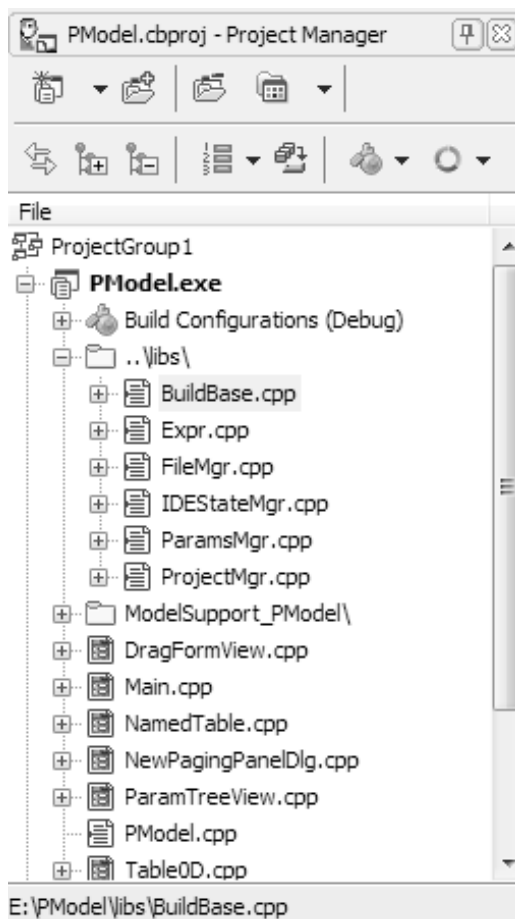 PModel.cbproj - Project Manager
File
ProjectGroup1
PModel.exe
Build Configurations (Debug)
..\libs\
BuildBase.cpp
Expr.cpp
FileMgr.cpp
IDEStateMgr.cpp
ParamsMgr.cpp
ProjectMgr.cpp
ModelSupport_PModel\
DragFormView.cpp
Main.cpp
NamedTable.cpp
NewPagingPanelDlg.cpp
ParamTreeView.cpp
PModel.cpp
Table0D.cpp
E:\PModel\libs\BuildBase.cpp